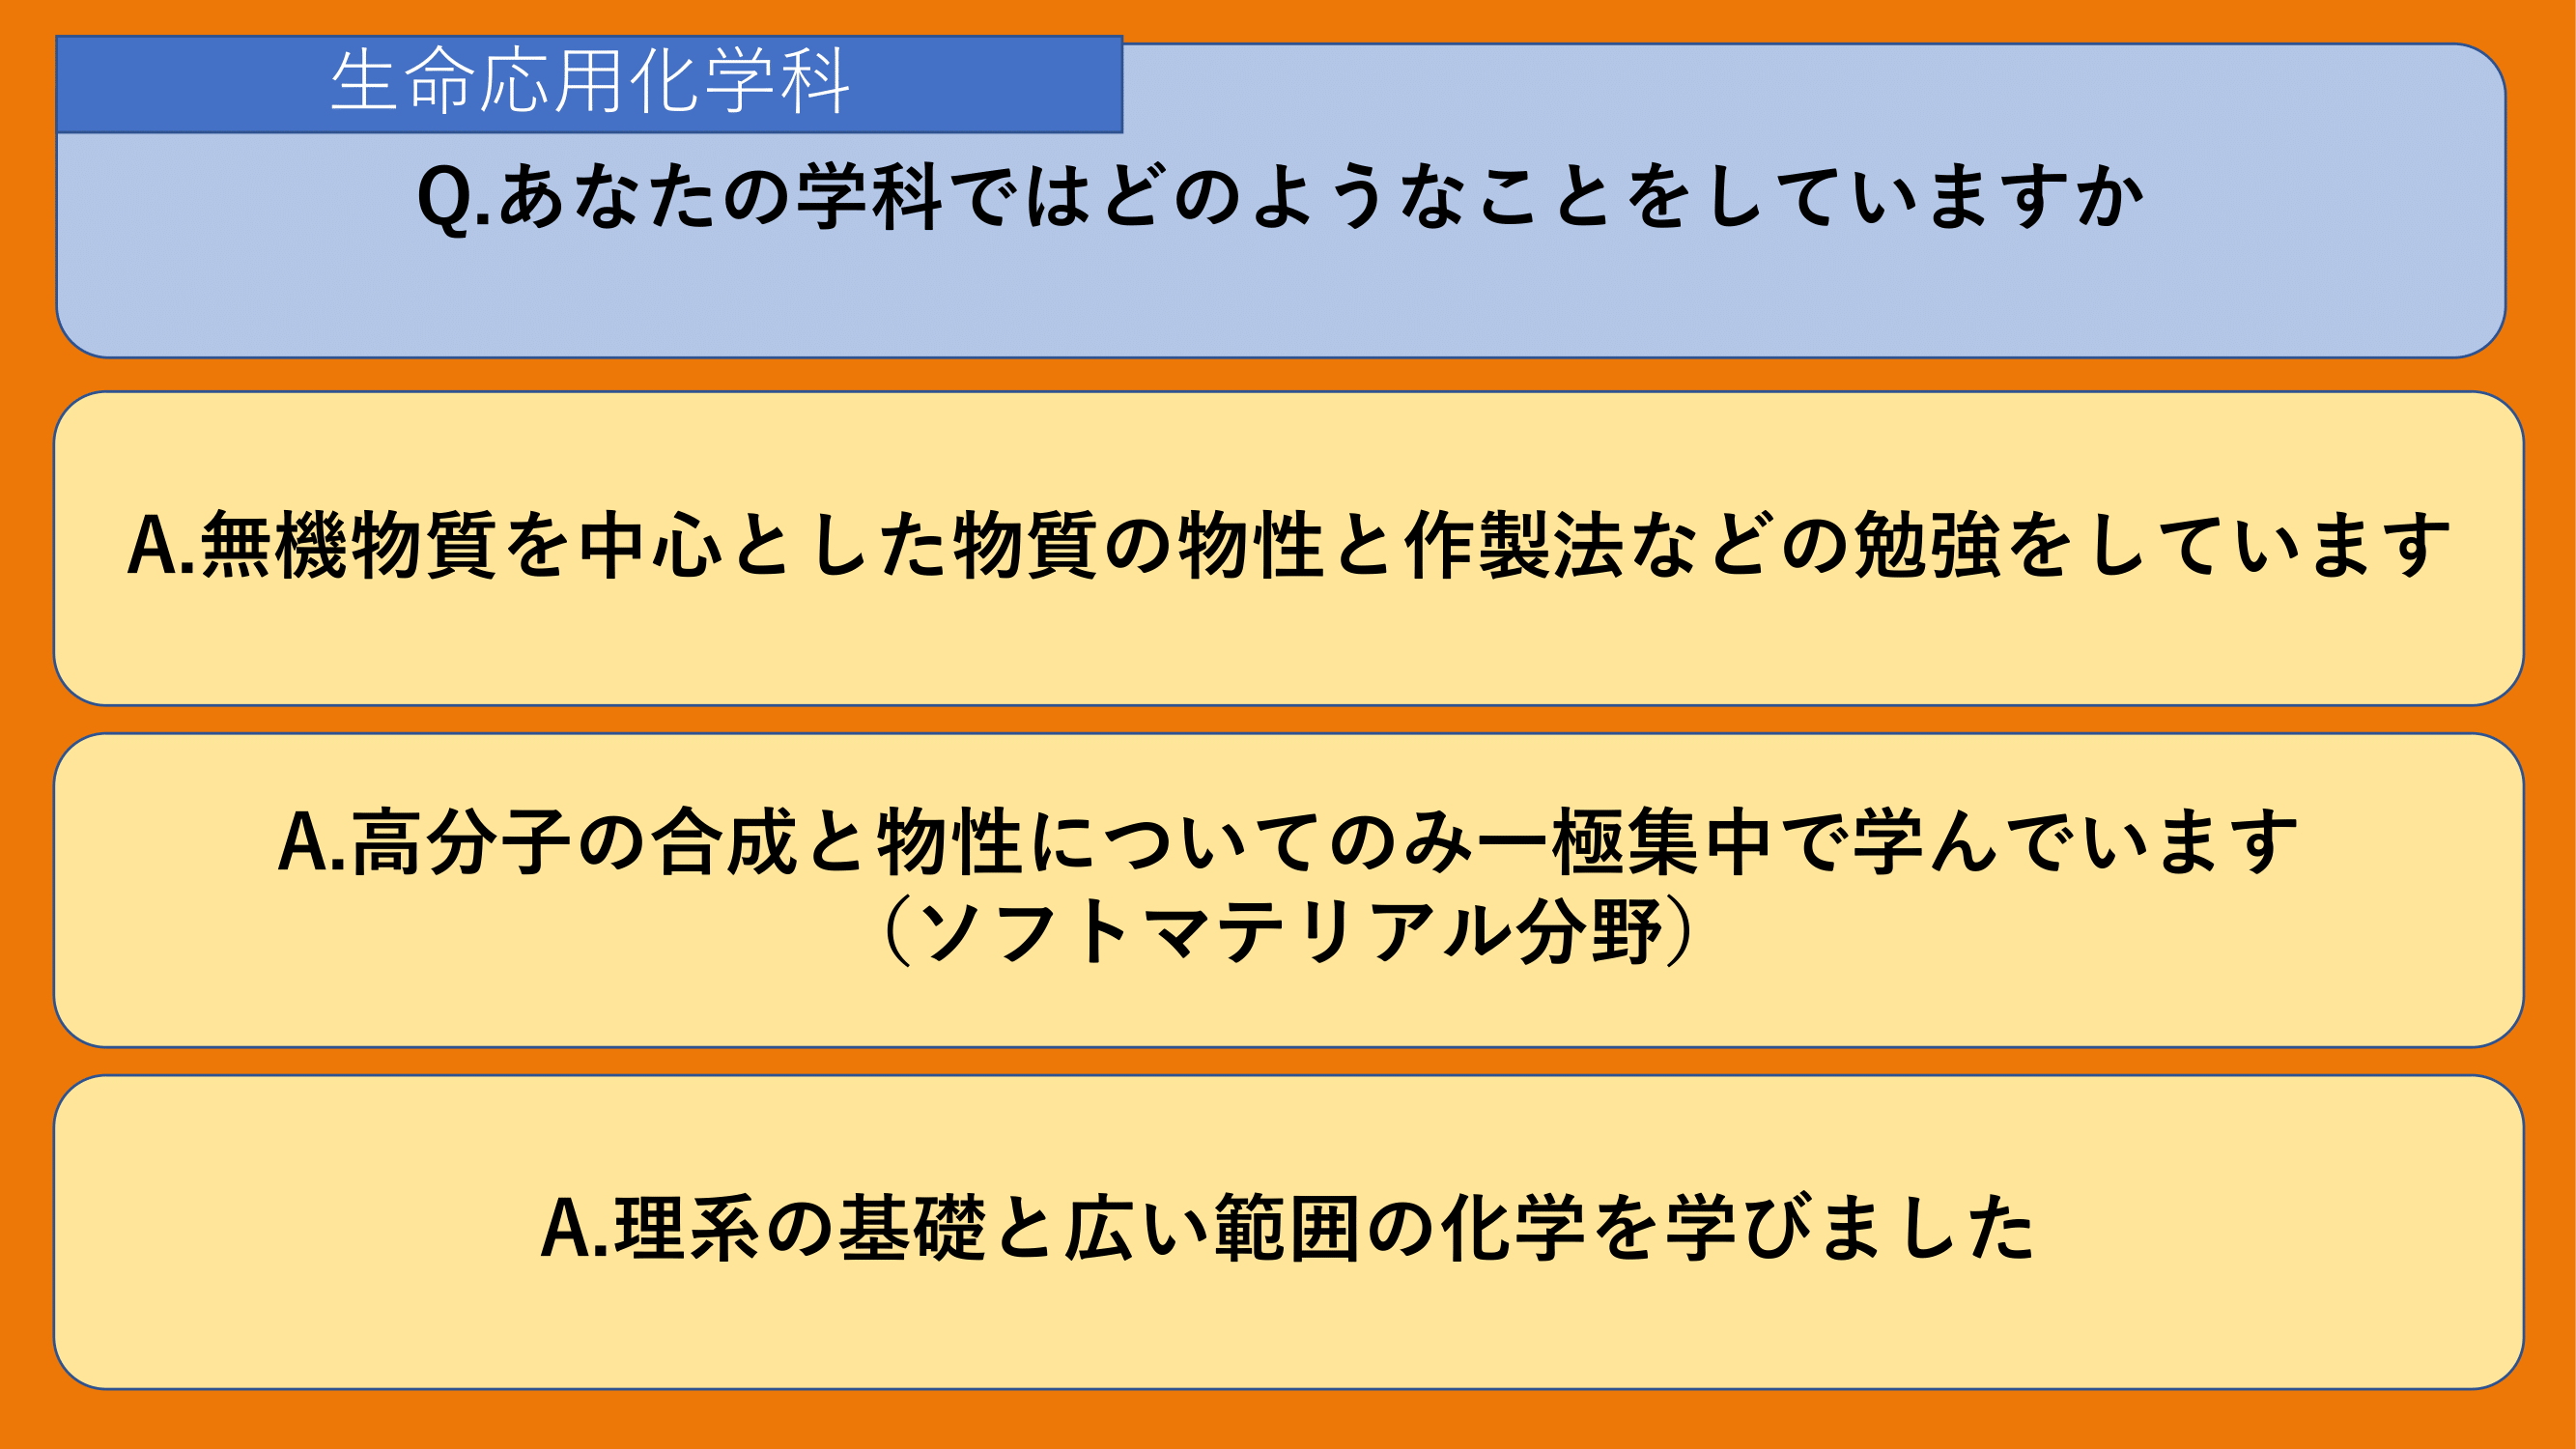 生命応用化学科
Q.あなたの学科ではどのようなことをしていますか
A.無機物質を中心とした物質の物性と作製法などの勉強をしています
A.高分子の合成と物性についてのみ一極集中で学んでいます
（ソフトマテリアル分野）
A.理系の基礎と広い範囲の化学を学びました